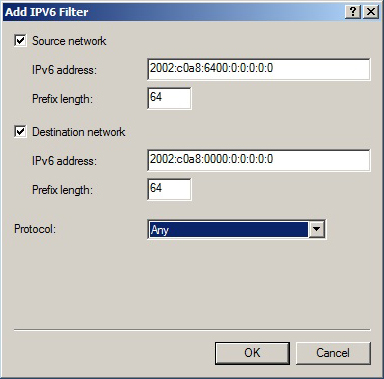 Add IPV6 Filter
Source network
IPv6 address: 2002:c0a8:6400:0:0:0:0:0
Prefix length: 64
Destination network
IPv6 address: 2002:c0a8:0000:0:0:0:0:0
Prefix length: 64
Protocol: Any
OK Cancel